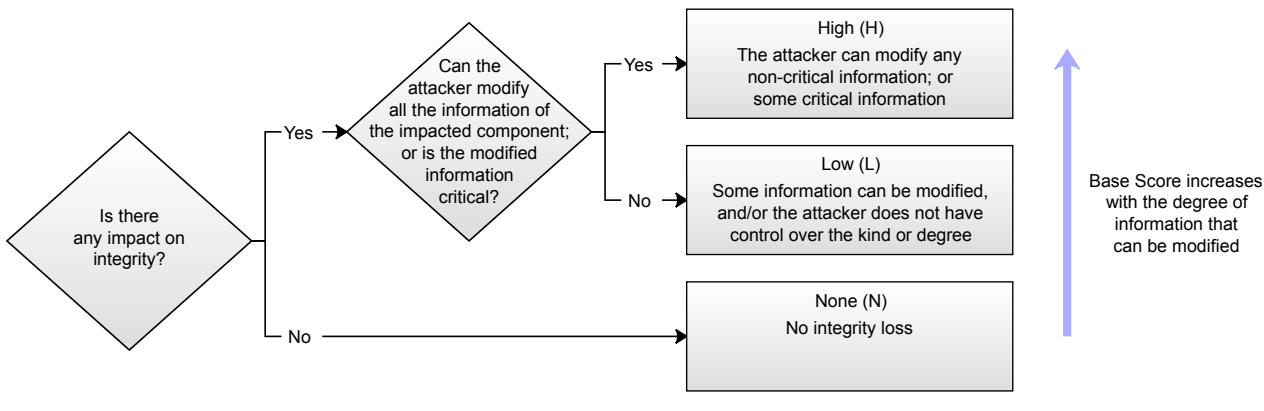 Is there
any impact on
integrity?
Yes
No
Can the
attacker modify
all the information of
the impacted component;
or is the modified
information
critical?
Yes
No
High (H)
The attacker can modify any
non-critical information; or
some critical information
Low (L)
Some information can be modified,
and/or the attacker does not have
control over the kind or degree
None (N)
No integrity loss
Base Score increases
with the degree of
information that
can be modified